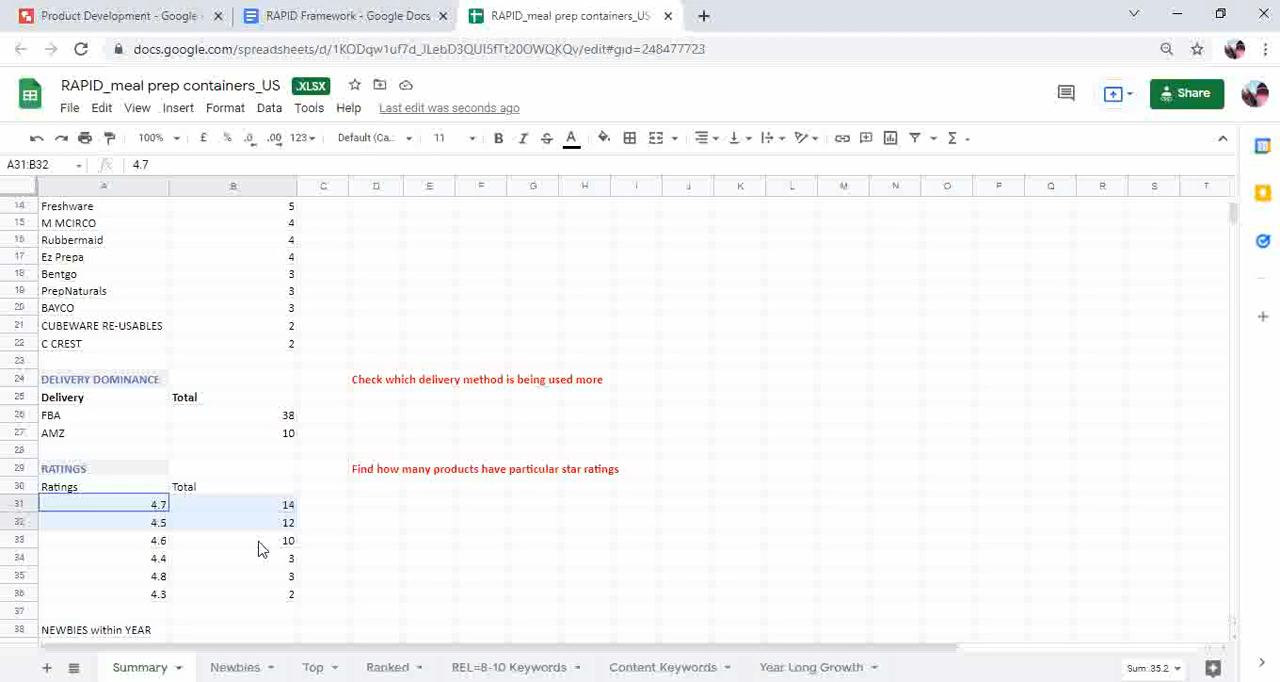 Product Development - Google
RAPID Framework - Google Docs
RAPID_meal prep containers_US
docs.google.com/spreadsheets/d/1KODqw1uf7d_JLebD3QUl5fTt20OWQKQv/edit#gid=248477723
RAPID_meal prep containers_US .XLSX
Share
File Edit View Insert Format Data Tools Help Last edit was seconds ago
100% £ % .0 .00 123 Default (Ca... 11 B I S A
A31:B32 fx 4.7
A B C D E F G H I J K L M N O P Q R S T
14 Freshware 5
15 M MCIRCO 4
16 Rubbermaid 4
17 Ez Prepa 4
18 Bentgo 3
19 PrepNaturals 3
20 BAYCO 3
21 CUBEWARE RE-USABLES 2
22 C CREST 2
23
24 DELIVERY DOMINANCE Check which delivery method is being used more
25 Delivery Total
26 FBA 38
27 AMZ 10
28
29 RATINGS Find how many products have particular star ratings
30 Ratings Total
31 4.7 14
32 4.5 12
33 4.6 10
34 4.4 3
35 4.8 3
36 4.3 2
37
38 NEWBIES within YEAR
Summary Newbies Top Ranked REL=8-10 Keywords Content Keywords Year Long Growth Sum: 35.2